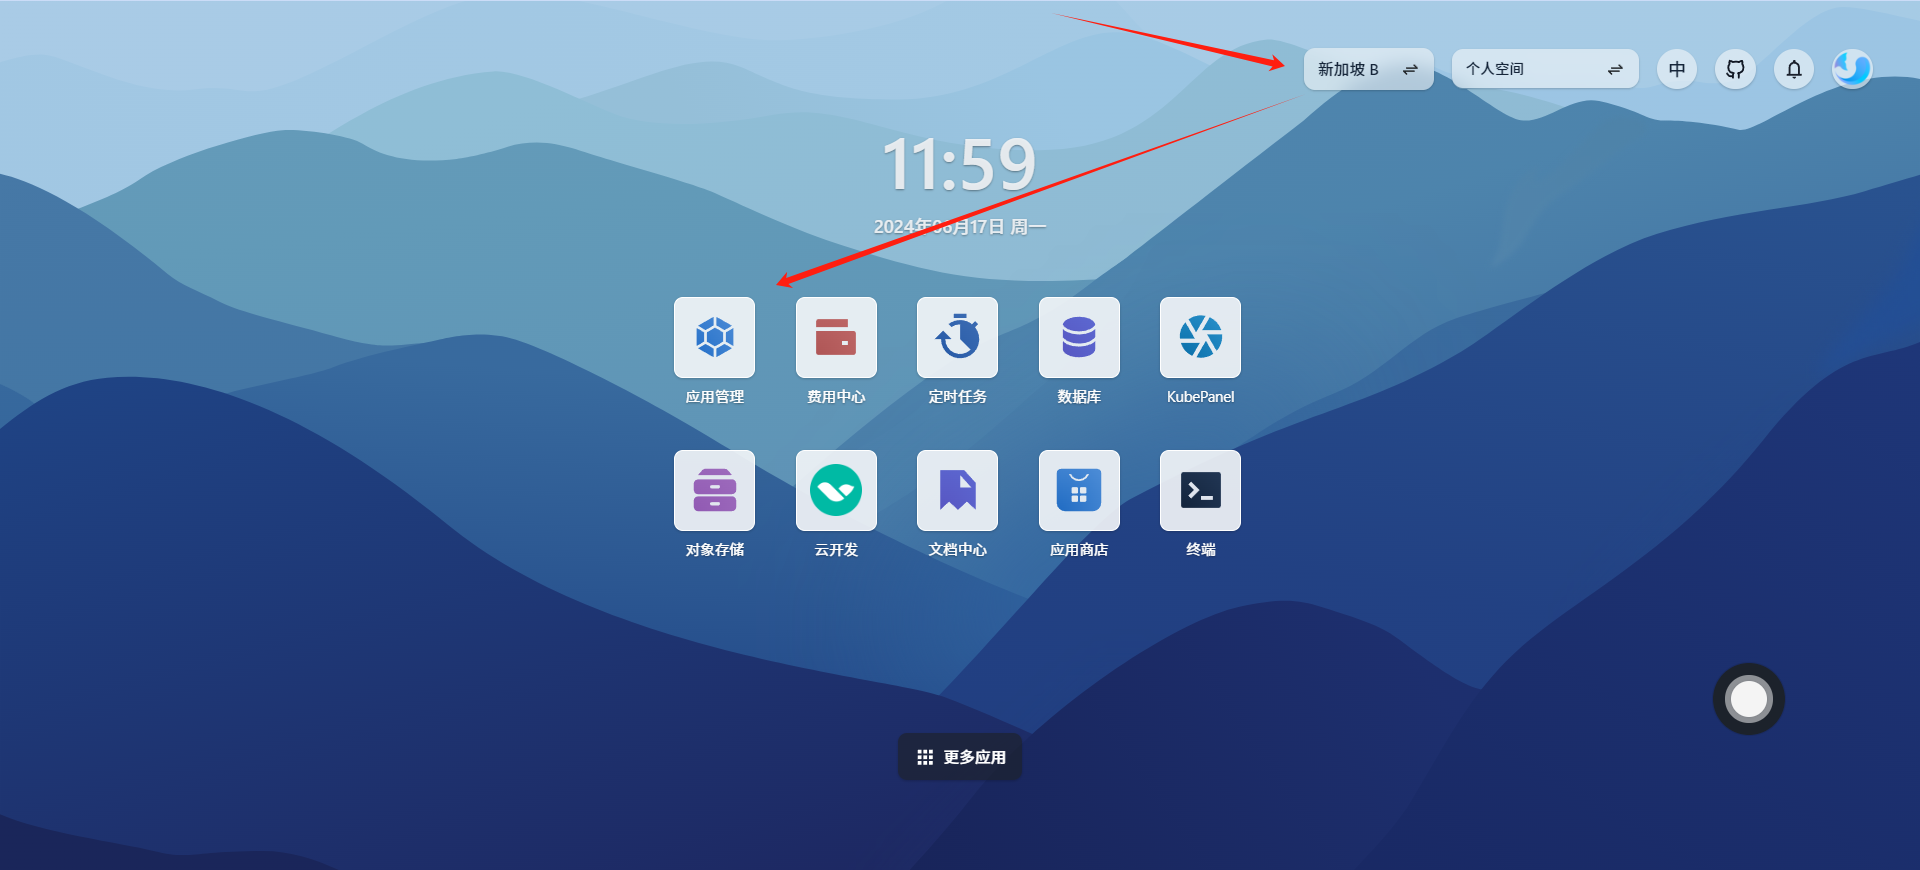 新加坡 B
个人空间
中
11:59
2024年06月17日 周一
应用管理
费用中心
定时任务
数据库
KubePanel
对象存储
云开发
文档中心
应用商店
终端
更多应用